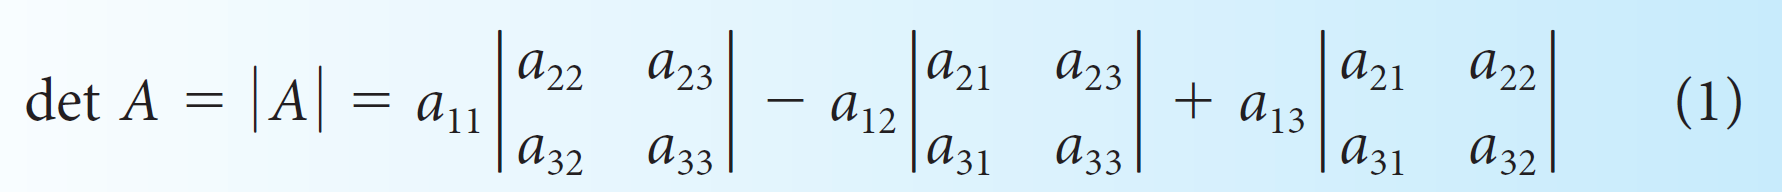 det A = |A| = a₁₁ |a₂₂ a₂₃; a₃₂ a₃₃| − a₁₂ |a₂₁ a₂₃; a₃₁ a₃₃| + a₁₃ |a₂₁ a₂₂; a₃₁ a₃₂| (1)